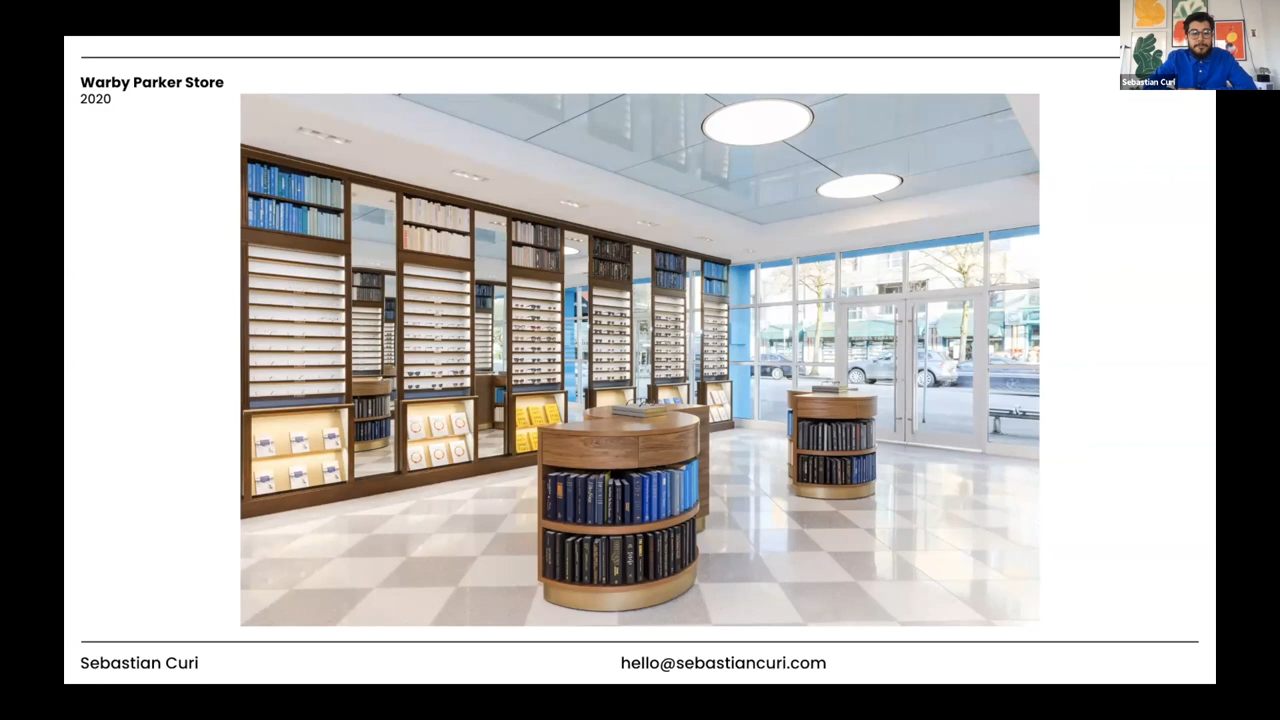 Warby Parker Store
2020
Sebastian Curi
Sebastian Curi
hello@sebastiancuri.com